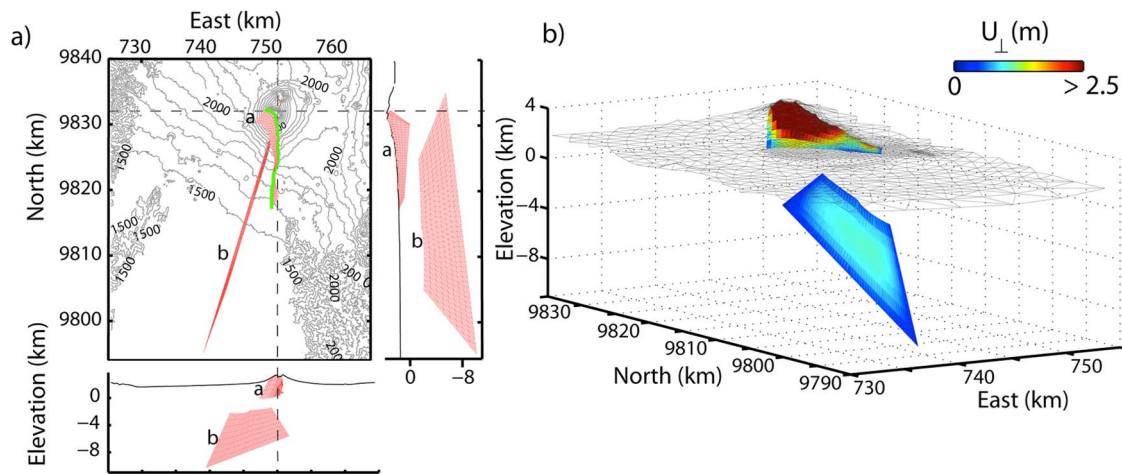 a)
East (km)
730 740 750 760
9840
9830
9820
9810
9800
North (km)
2000
2000
2000
1500
1500
1500
1500
1500
1500
2000
a
b
a
b
0 -8
Elevation (km)
0
-4
-8
a
b
b)
U⊥ (m)
0 > 2.5
4
0
-4
-8
Elevation (km)
9830
9820
9810
9800
9790
North (km)
730
740
750
East (km)